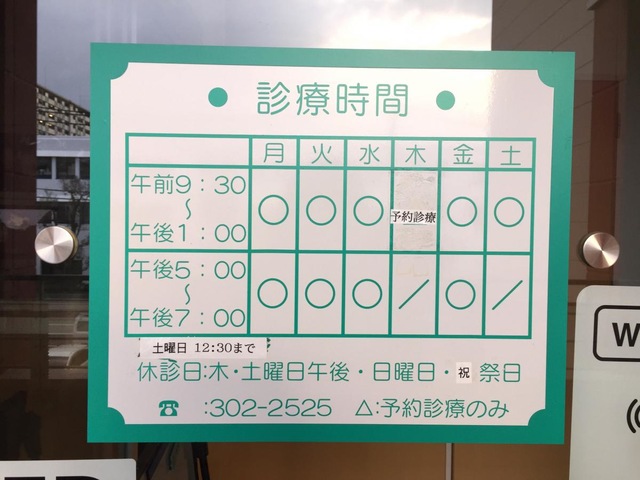 ● 診療時間 ●
月 火 水 木 金 土
午前9:30 ～ 午後1:00 ○ ○ ○ 予約診療 ○ ○
午後5:00 ～ 午後7:00 ○ ○ ○ ／ ○ ／
土曜日 12:30まで
休診日:木・土曜日午後・日曜日・祝祭日
☎ :302-2525 △:予約診療のみ
W